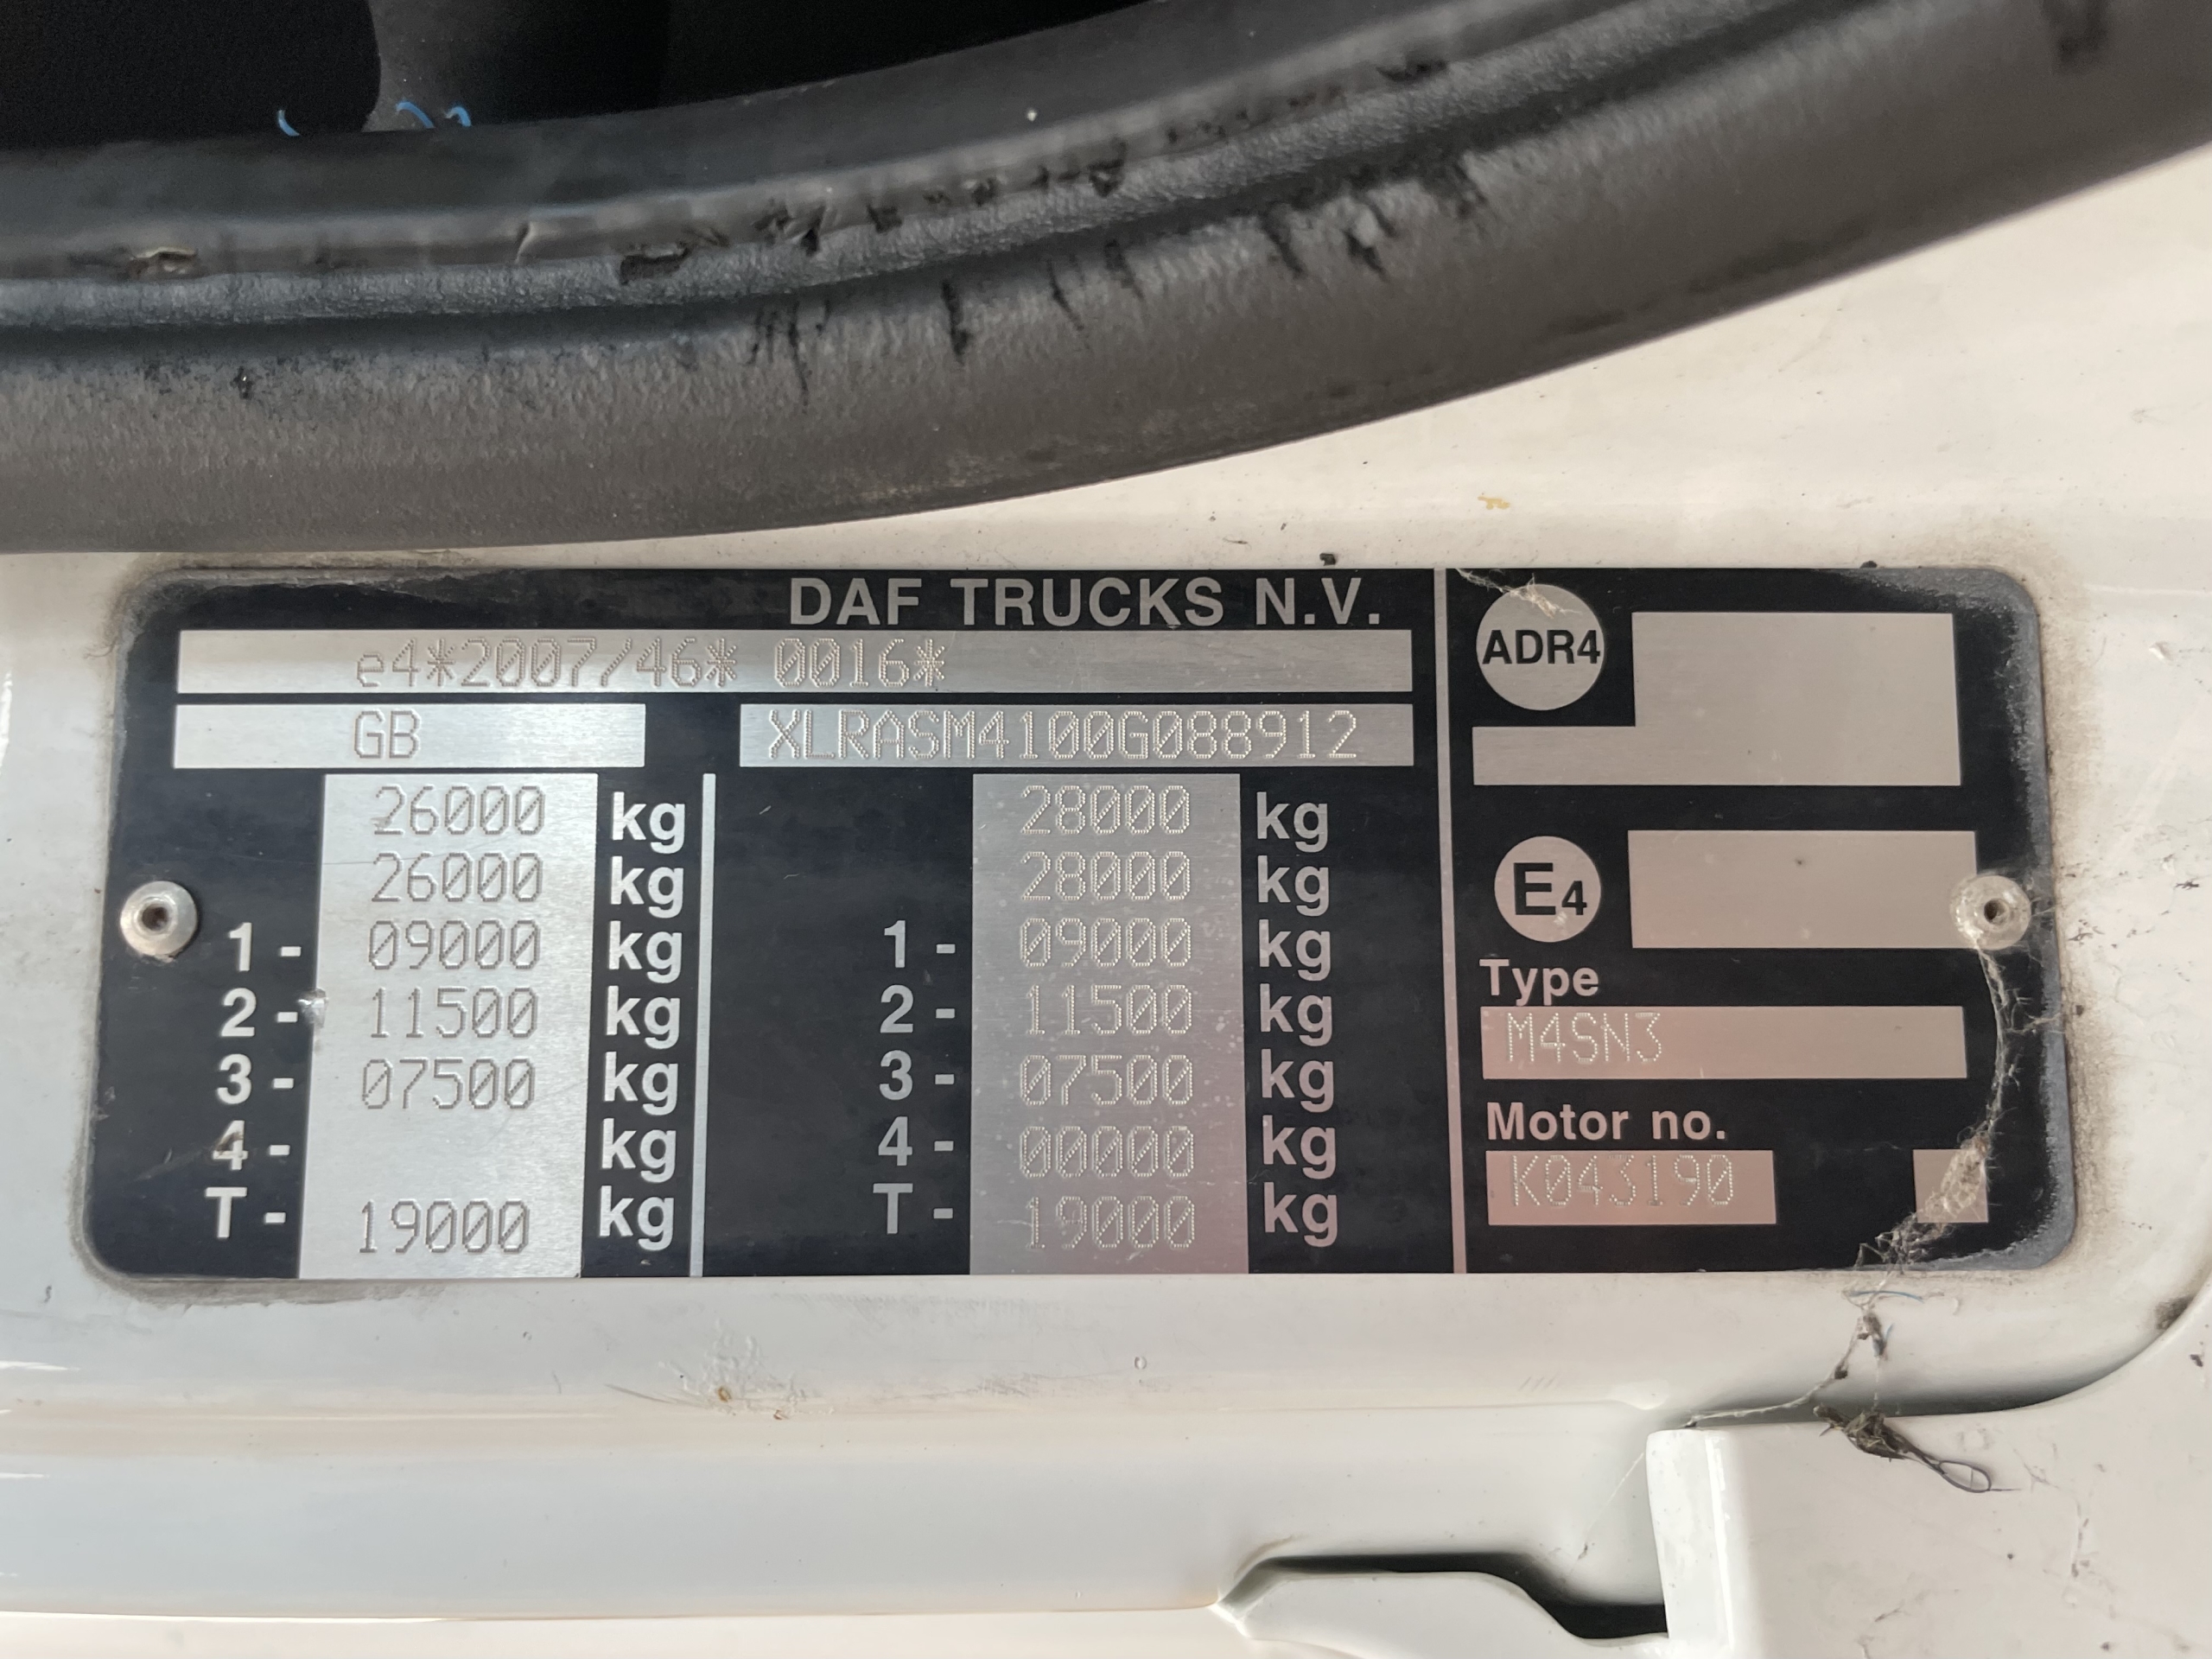 DAF TRUCKS N.V.
e4*2007/46* 0016*
GB
XLRASM4100G088912
26000 kg
26000 kg
1 - 09000 kg
2 - 11500 kg
3 - 07500 kg
4 - kg
T - 19000 kg
28000 kg
28000 kg
1 - 09000 kg
2 - 11500 kg
3 - 07500 kg
4 - 00000 kg
T - 19000 kg
ADR4
E4
Type
M4SN3
Motor no.
K043190